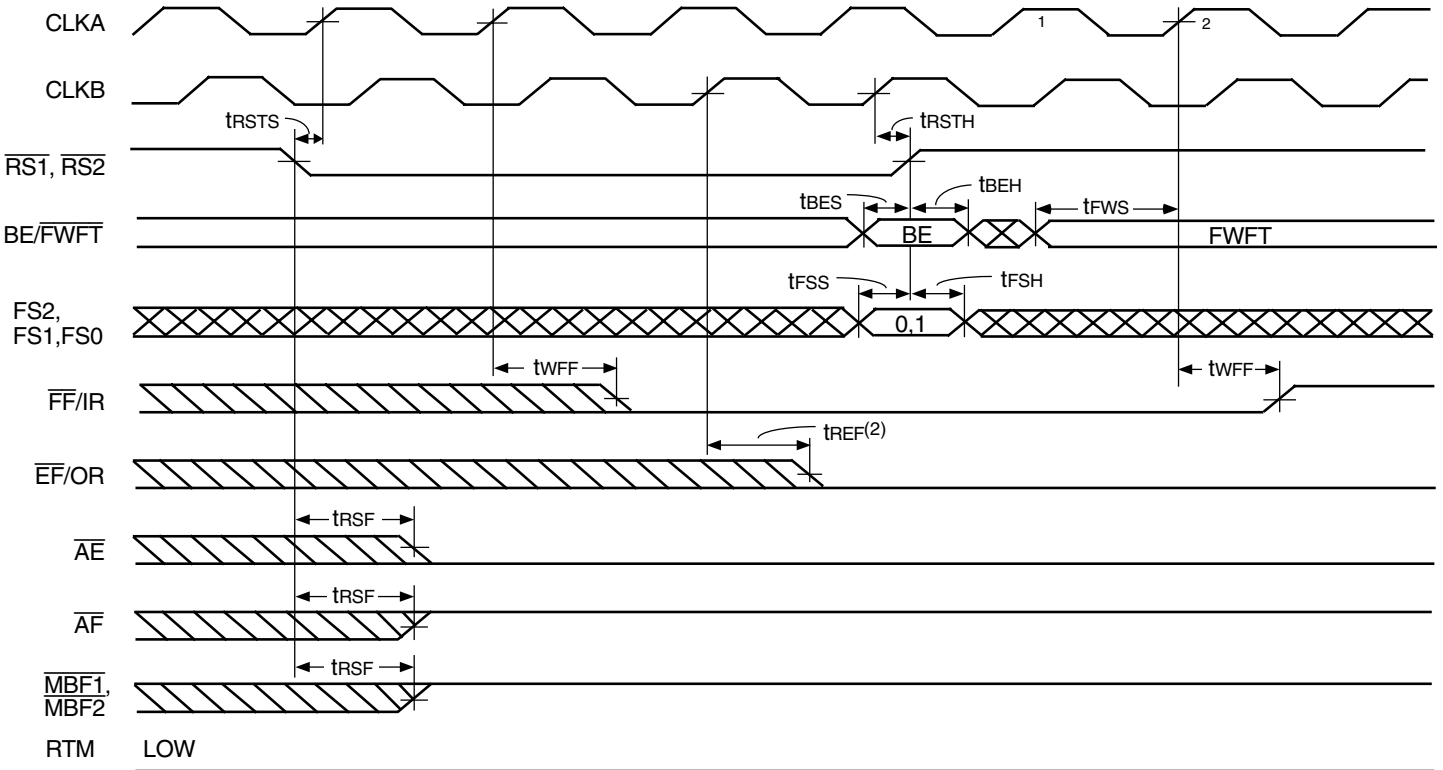 CLKA
1
2
CLKB
tRSTS
tRSTH
RS1, RS2
tBES
tBEH
tFWS
BE/FWFT
BE
FWFT
tFSS
tFSH
FS2,
FS1,FS0
0,1
tWFF
tWFF
FF/IR
tREF(2)
EF/OR
tRSF
AE
tRSF
AF
tRSF
MBF1,
MBF2
RTM
LOW